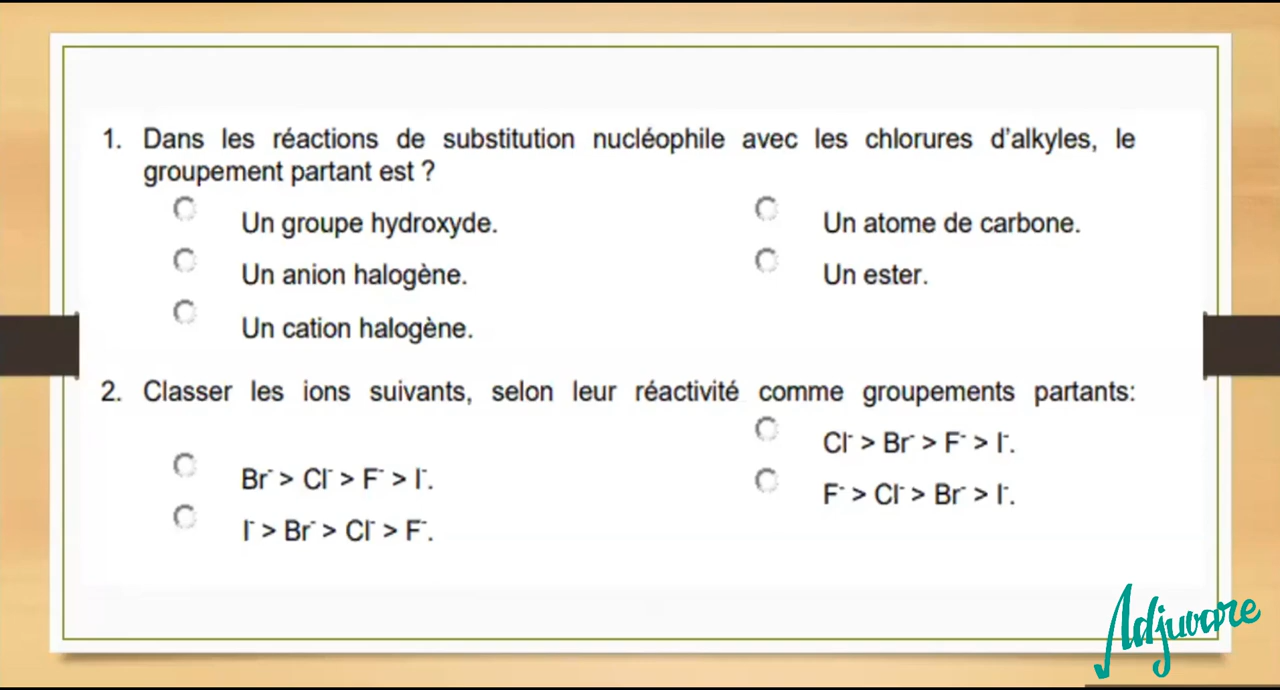 1. Dans les réactions de substitution nucléophile avec les chlorures d'alkyles, le
groupement partant est ?
Un groupe hydroxyde.
Un atome de carbone.
Un anion halogène.
Un ester.
Un cation halogène.
2. Classer les ions suivants, selon leur réactivité comme groupements partants:
Cl⁻ > Br⁻ > F⁻ > I⁻.
Br⁻ > Cl⁻ > F⁻ > I⁻.
F⁻ > Cl⁻ > Br⁻ > I⁻.
I⁻ > Br⁻ > Cl⁻ > F⁻.
Adjuvare